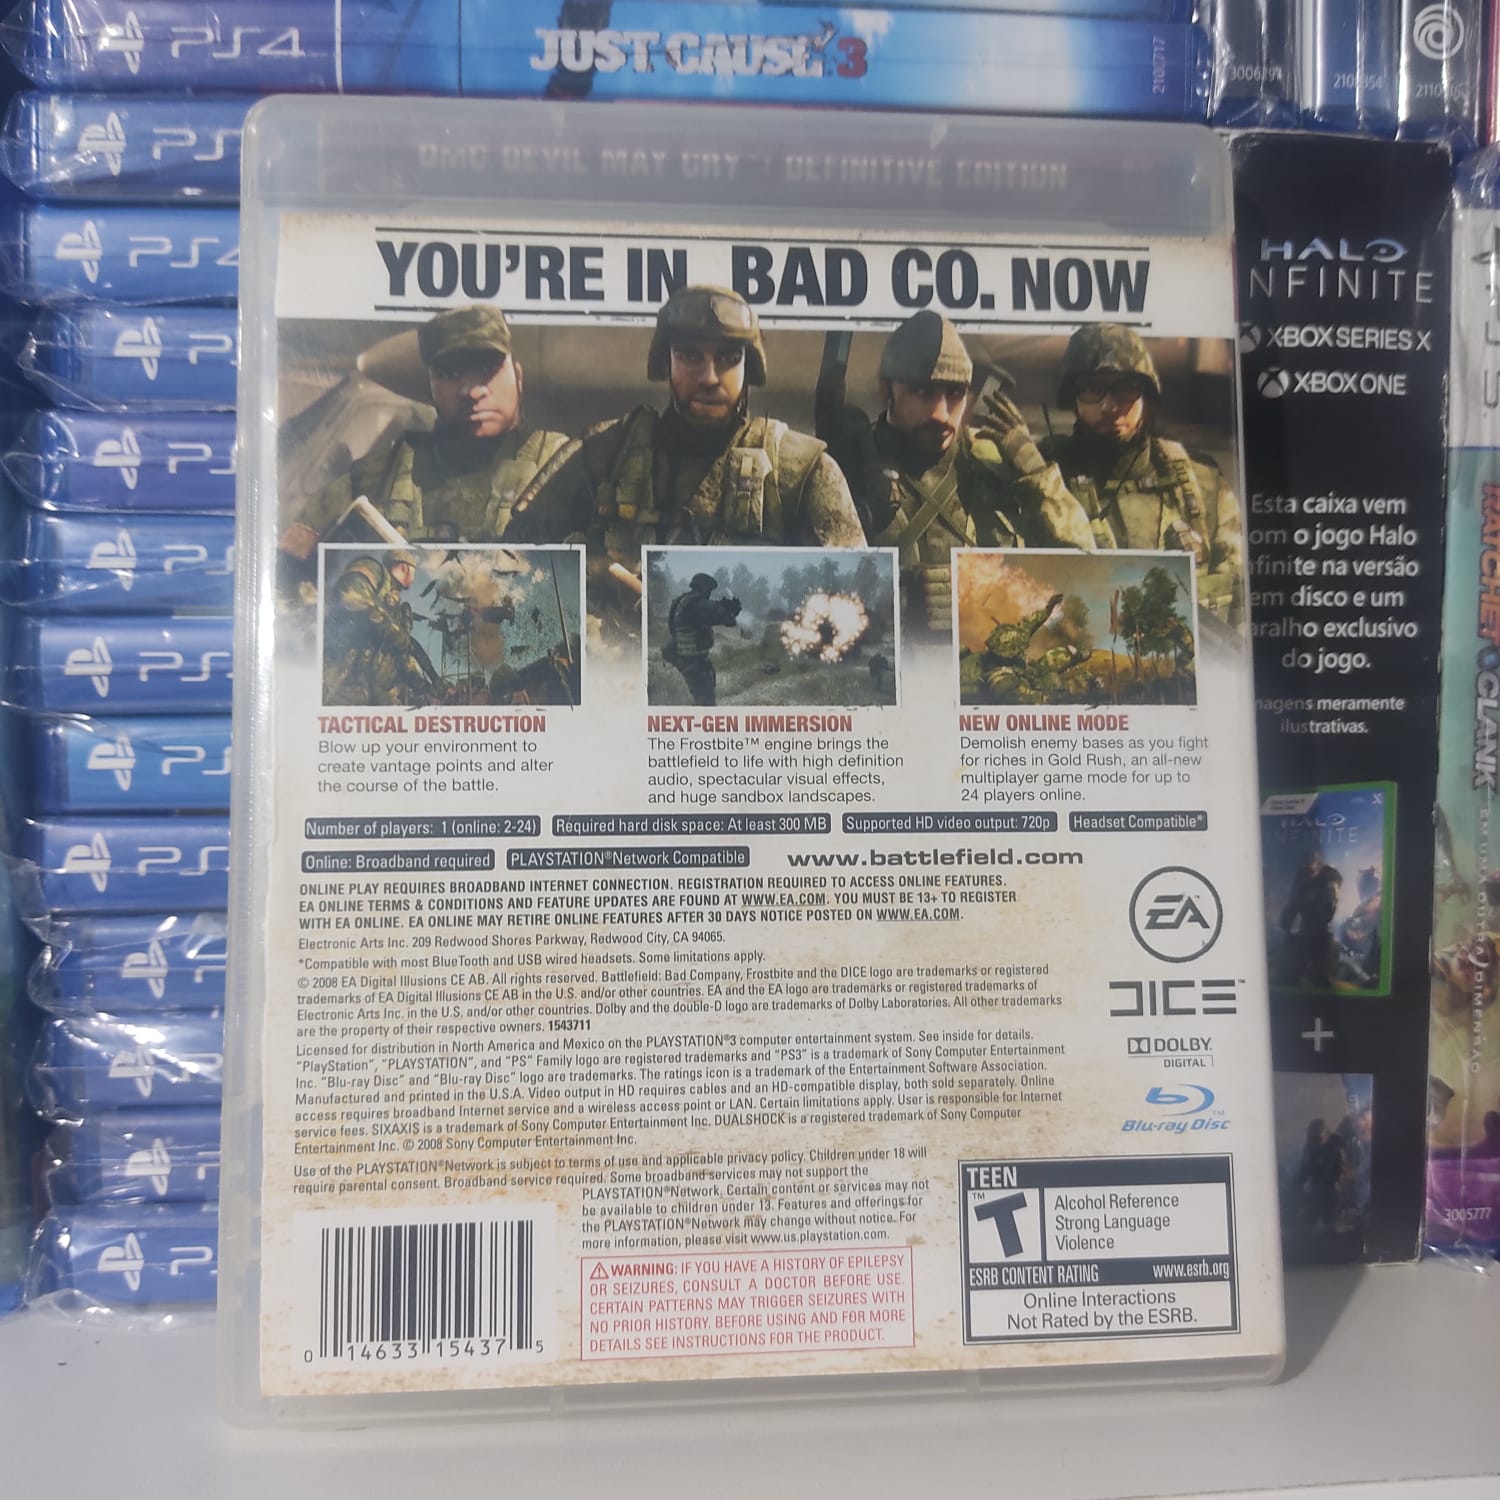 PS4 JUST CAUSE 3
2100717
3006294
DMC DEVIL MAY CRY DEFINITIVE EDITION
PS4
YOU'RE IN BAD CO. NOW
TACTICAL DESTRUCTION
Blow up your environment to
create vantage points and alter
the course of the battle.
NEXT-GEN IMMERSION
The Frostbite™ engine brings the
battlefield to life with high definition
audio, spectacular visual effects,
and huge sandbox landscapes.
NEW ONLINE MODE
Demolish enemy bases as you fight
for riches in Gold Rush, an all-new
multiplayer game mode for up to
24 players online.
Number of players: 1 (online: 2-24) Required hard disk space: At least 300 MB Supported HD video output: 720p Headset Compatible*
Online: Broadband required PLAYSTATION®Network Compatible www.battlefield.com
ONLINE PLAY REQUIRES BROADBAND INTERNET CONNECTION. REGISTRATION REQUIRED TO ACCESS ONLINE FEATURES.
EA ONLINE TERMS & CONDITIONS AND FEATURE UPDATES ARE FOUND AT WWW.EA.COM. YOU MUST BE 13+ TO REGISTER
WITH EA ONLINE. EA ONLINE MAY RETIRE ONLINE FEATURES AFTER 30 DAYS NOTICE POSTED ON WWW.EA.COM.
Electronic Arts Inc. 209 Redwood Shores Parkway, Redwood City, CA 94065.
*Compatible with most BlueTooth and USB wired headsets. Some limitations apply.
© 2008 EA Digital Illusions CE AB. All rights reserved. Battlefield: Bad Company, Frostbite and the DICE logo are trademarks or registered
trademarks of EA Digital Illusions CE AB in the U.S. and/or other countries. EA and the EA logo are trademarks or registered trademarks of
Electronic Arts Inc. in the U.S. and/or other countries. Dolby and the double-D logo are trademarks of Dolby Laboratories. All other trademarks
are the property of their respective owners. 1543711
Licensed for distribution in North America and Mexico on the PLAYSTATION®3 computer entertainment system. See inside for details.
"PlayStation", "PLAYSTATION", and "PS" Family logo are registered trademarks and "PS3" is a trademark of Sony Computer Entertainment
Inc. "Blu-ray Disc" and "Blu-ray Disc" logo are trademarks. The ratings icon is a trademark of the Entertainment Software Association.
Manufactured and printed in the U.S.A. Video output in HD requires cables and an HD-compatible display, both sold separately. Online
access requires broadband Internet service and a wireless access point or LAN. Certain limitations apply. User is responsible for Internet
service fees. SIXAXIS is a trademark of Sony Computer Entertainment Inc. DUALSHOCK is a registered trademark of Sony Computer
Entertainment Inc. © 2008 Sony Computer Entertainment Inc.
Use of the PLAYSTATION®Network is subject to terms of use and applicable privacy policy. Children under 18 will
require parental consent. Broadband service required. Some broadband services may not support the
PLAYSTATION®Network. Certain content or services may not
be available to children under 13. Features and offerings for
the PLAYSTATION®Network may change without notice. For
more information, please visit www.us.playstation.com.
WARNING: IF YOU HAVE A HISTORY OF EPILEPSY
OR SEIZURES, CONSULT A DOCTOR BEFORE USE.
CERTAIN PATTERNS MAY TRIGGER SEIZURES WITH
NO PRIOR HISTORY. BEFORE USING AND FOR MORE
DETAILS SEE INSTRUCTIONS FOR THE PRODUCT.
0 14633 15437 5
EA
DICE™
DOLBY
DIGITAL
Blu-ray Disc™
TEEN
T™
Alcohol Reference
Strong Language
Violence
ESRB CONTENT RATING www.esrb.org
Online Interactions
Not Rated by the ESRB.
HALO
INFINITE
XBOX SERIES X
XBOX ONE
Esta caixa vem
om o jogo Halo
finite na versão
em disco e um
aralho exclusivo
do jogo.
agens meramente
ilustrativas.
HALO
INFINITE
+
RATCHET CLANK
EM UMA OUTRA DIMENSÃO
3005777